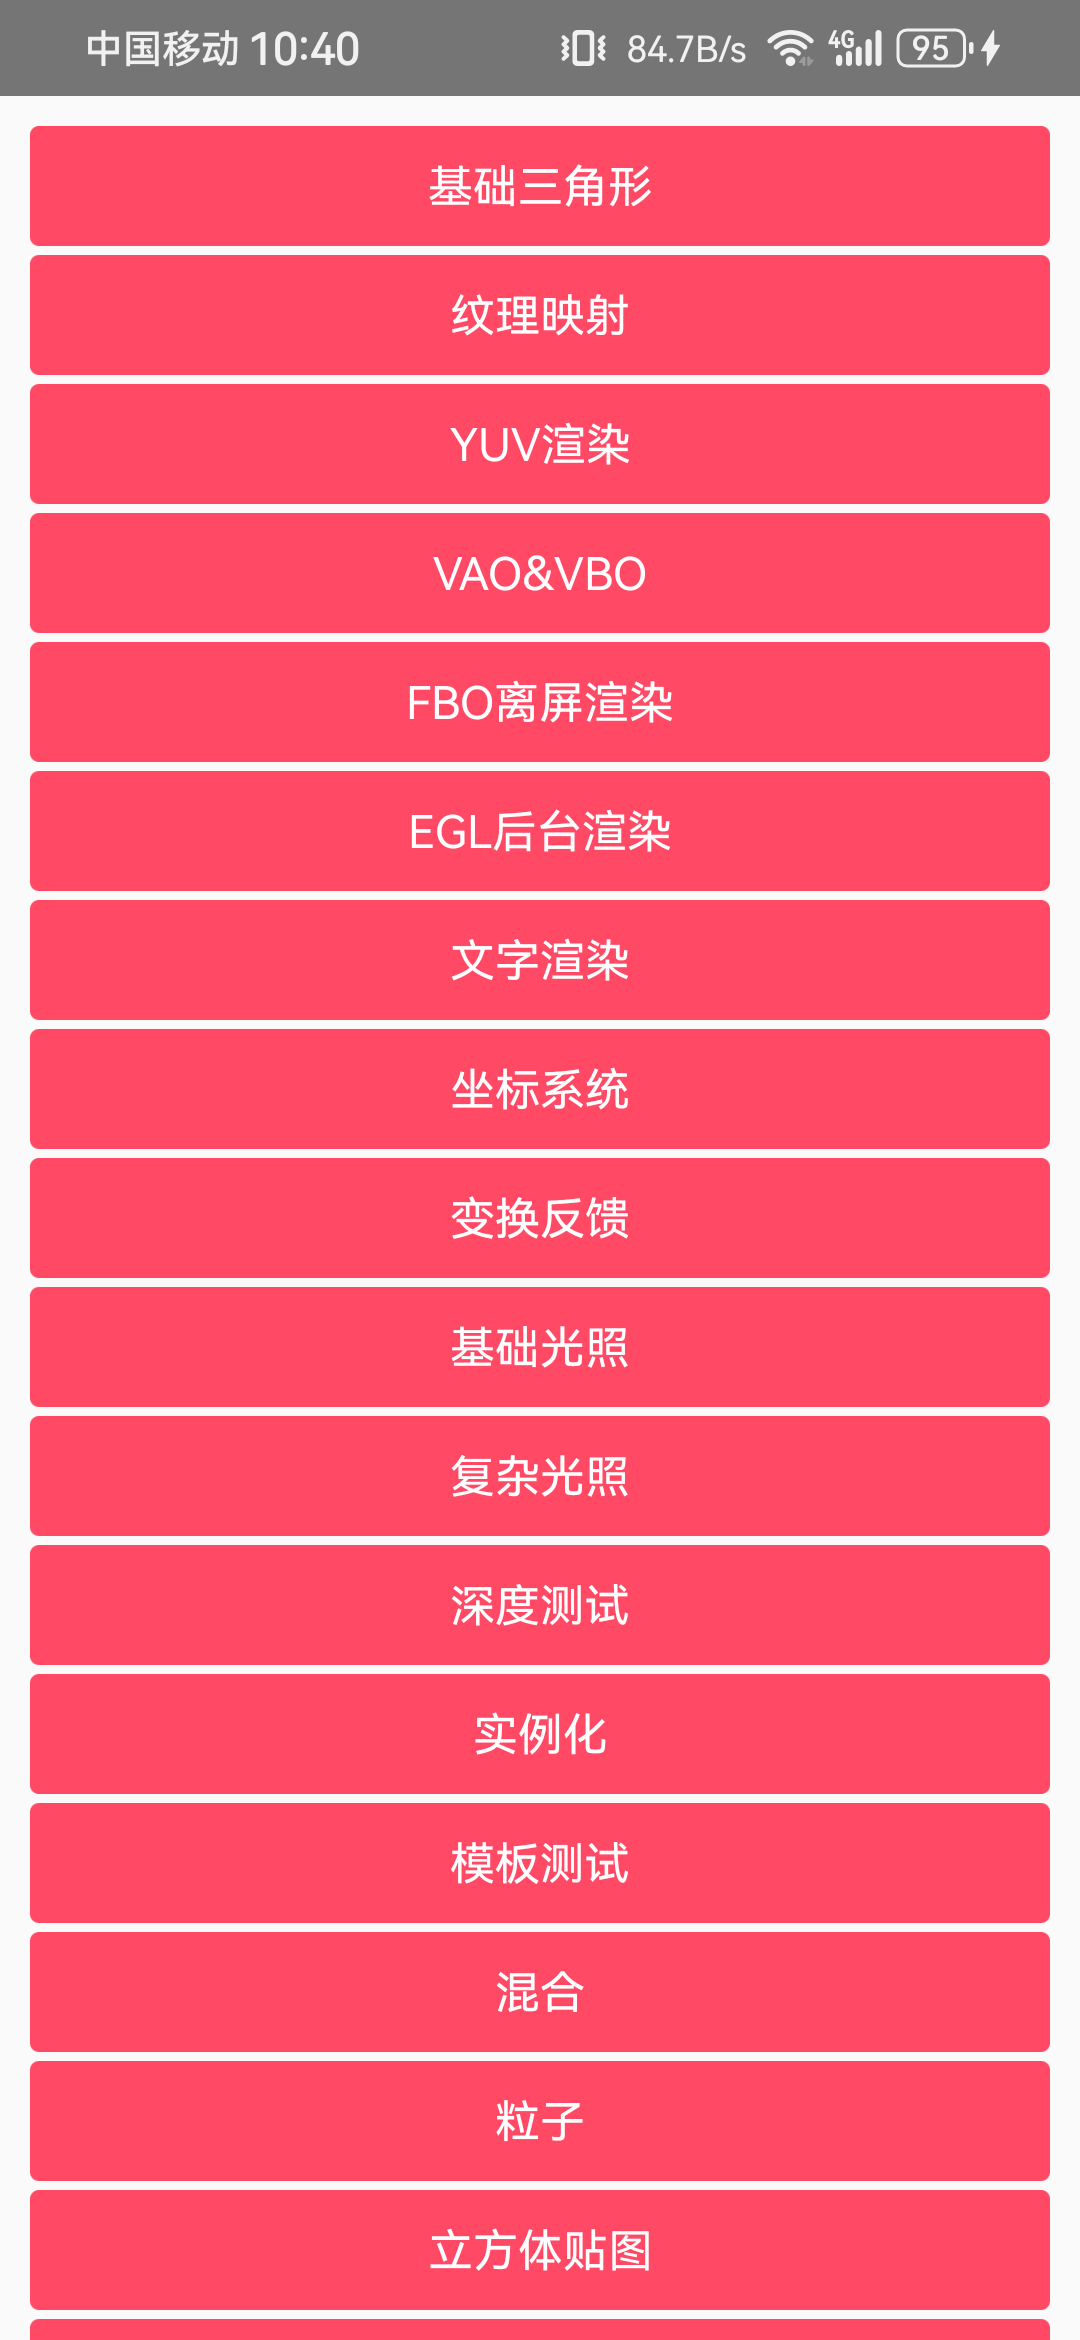 中国移动 10:40 84.7B/s 4G 95
基础三角形
纹理映射
YUV渲染
VAO&VBO
FBO离屏渲染
EGL后台渲染
文字渲染
坐标系统
变换反馈
基础光照
复杂光照
深度测试
实例化
模板测试
混合
粒子
立方体贴图